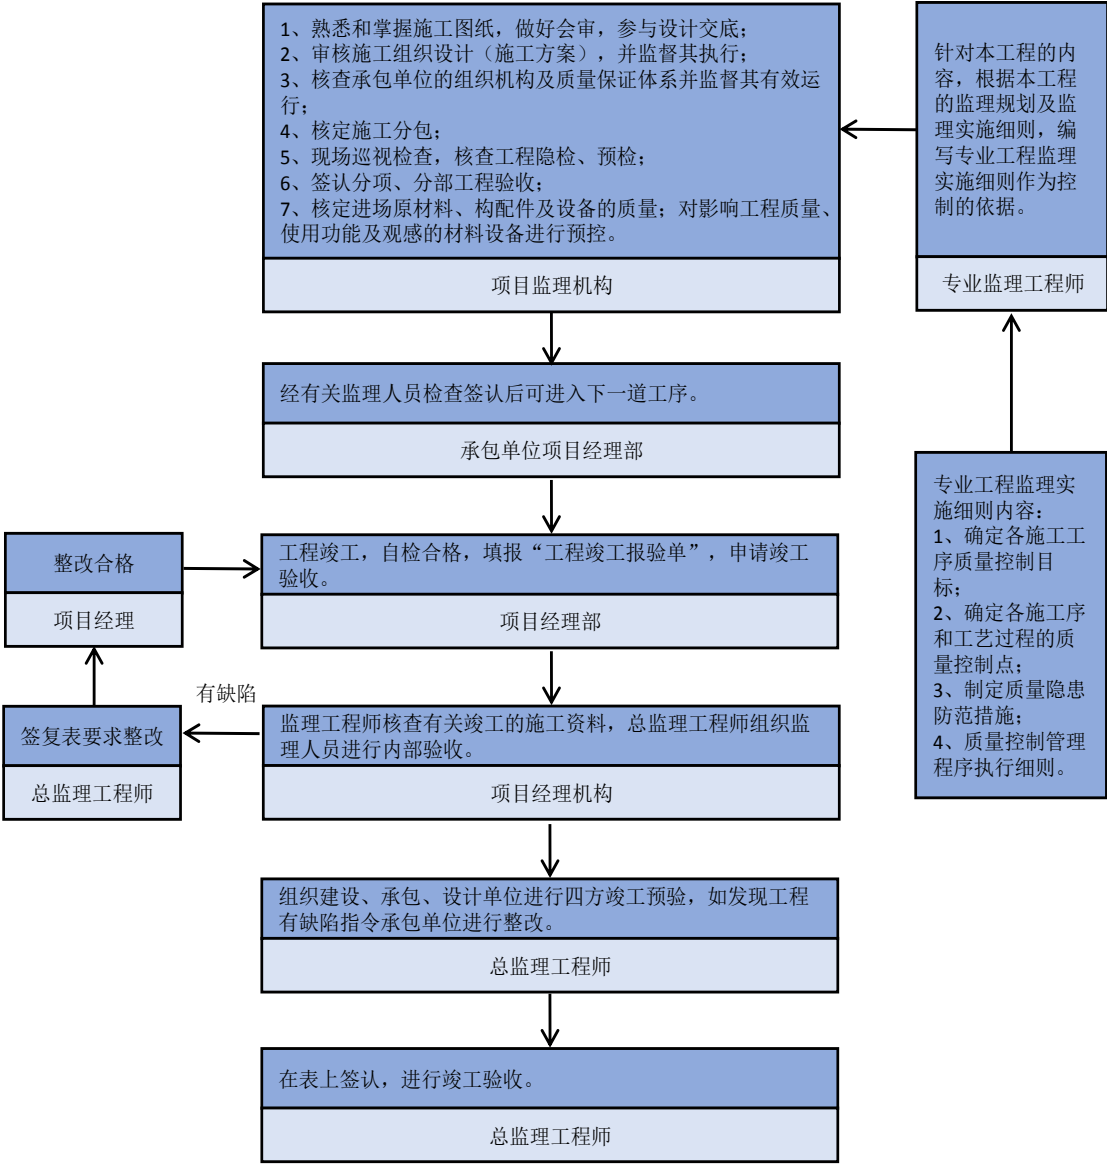 1、熟悉和掌握施工图纸，做好会审，参与设计交底；
2、审核施工组织设计（施工方案），并监督其执行；
3、核查承包单位的组织机构及质量保证体系并监督其有效运
行；
4、核定施工分包；
5、现场巡视检查，核查工程隐检、预检；
6、签认分项、分部工程验收；
7、核定进场原材料、构配件及设备的质量；对影响工程质量、
使用功能及观感的材料设备进行预控。
项目监理机构
针对本工程的内
容，根据本工程
的监理规划及监
理实施细则，编
写专业工程监理
实施细则作为控
制的依据。
专业监理工程师
经有关监理人员检查签认后可进入下一道工序。
承包单位项目经理部
专业工程监理实
施细则内容：
1、确定各施工工
序质量控制目
标；
2、确定各施工序
和工艺过程的质
量控制点；
3、制定质量隐患
防范措施；
4、质量控制管理
程序执行细则。
整改合格
项目经理
工程竣工，自检合格，填报“工程竣工报验单”，申请竣工
验收。
项目经理部
有缺陷
签复表要求整改
总监理工程师
监理工程师核查有关竣工的施工资料，总监理工程师组织监
理人员进行内部验收。
项目经理机构
组织建设、承包、设计单位进行四方竣工预验，如发现工程
有缺陷指令承包单位进行整改。
总监理工程师
在表上签认，进行竣工验收。
总监理工程师